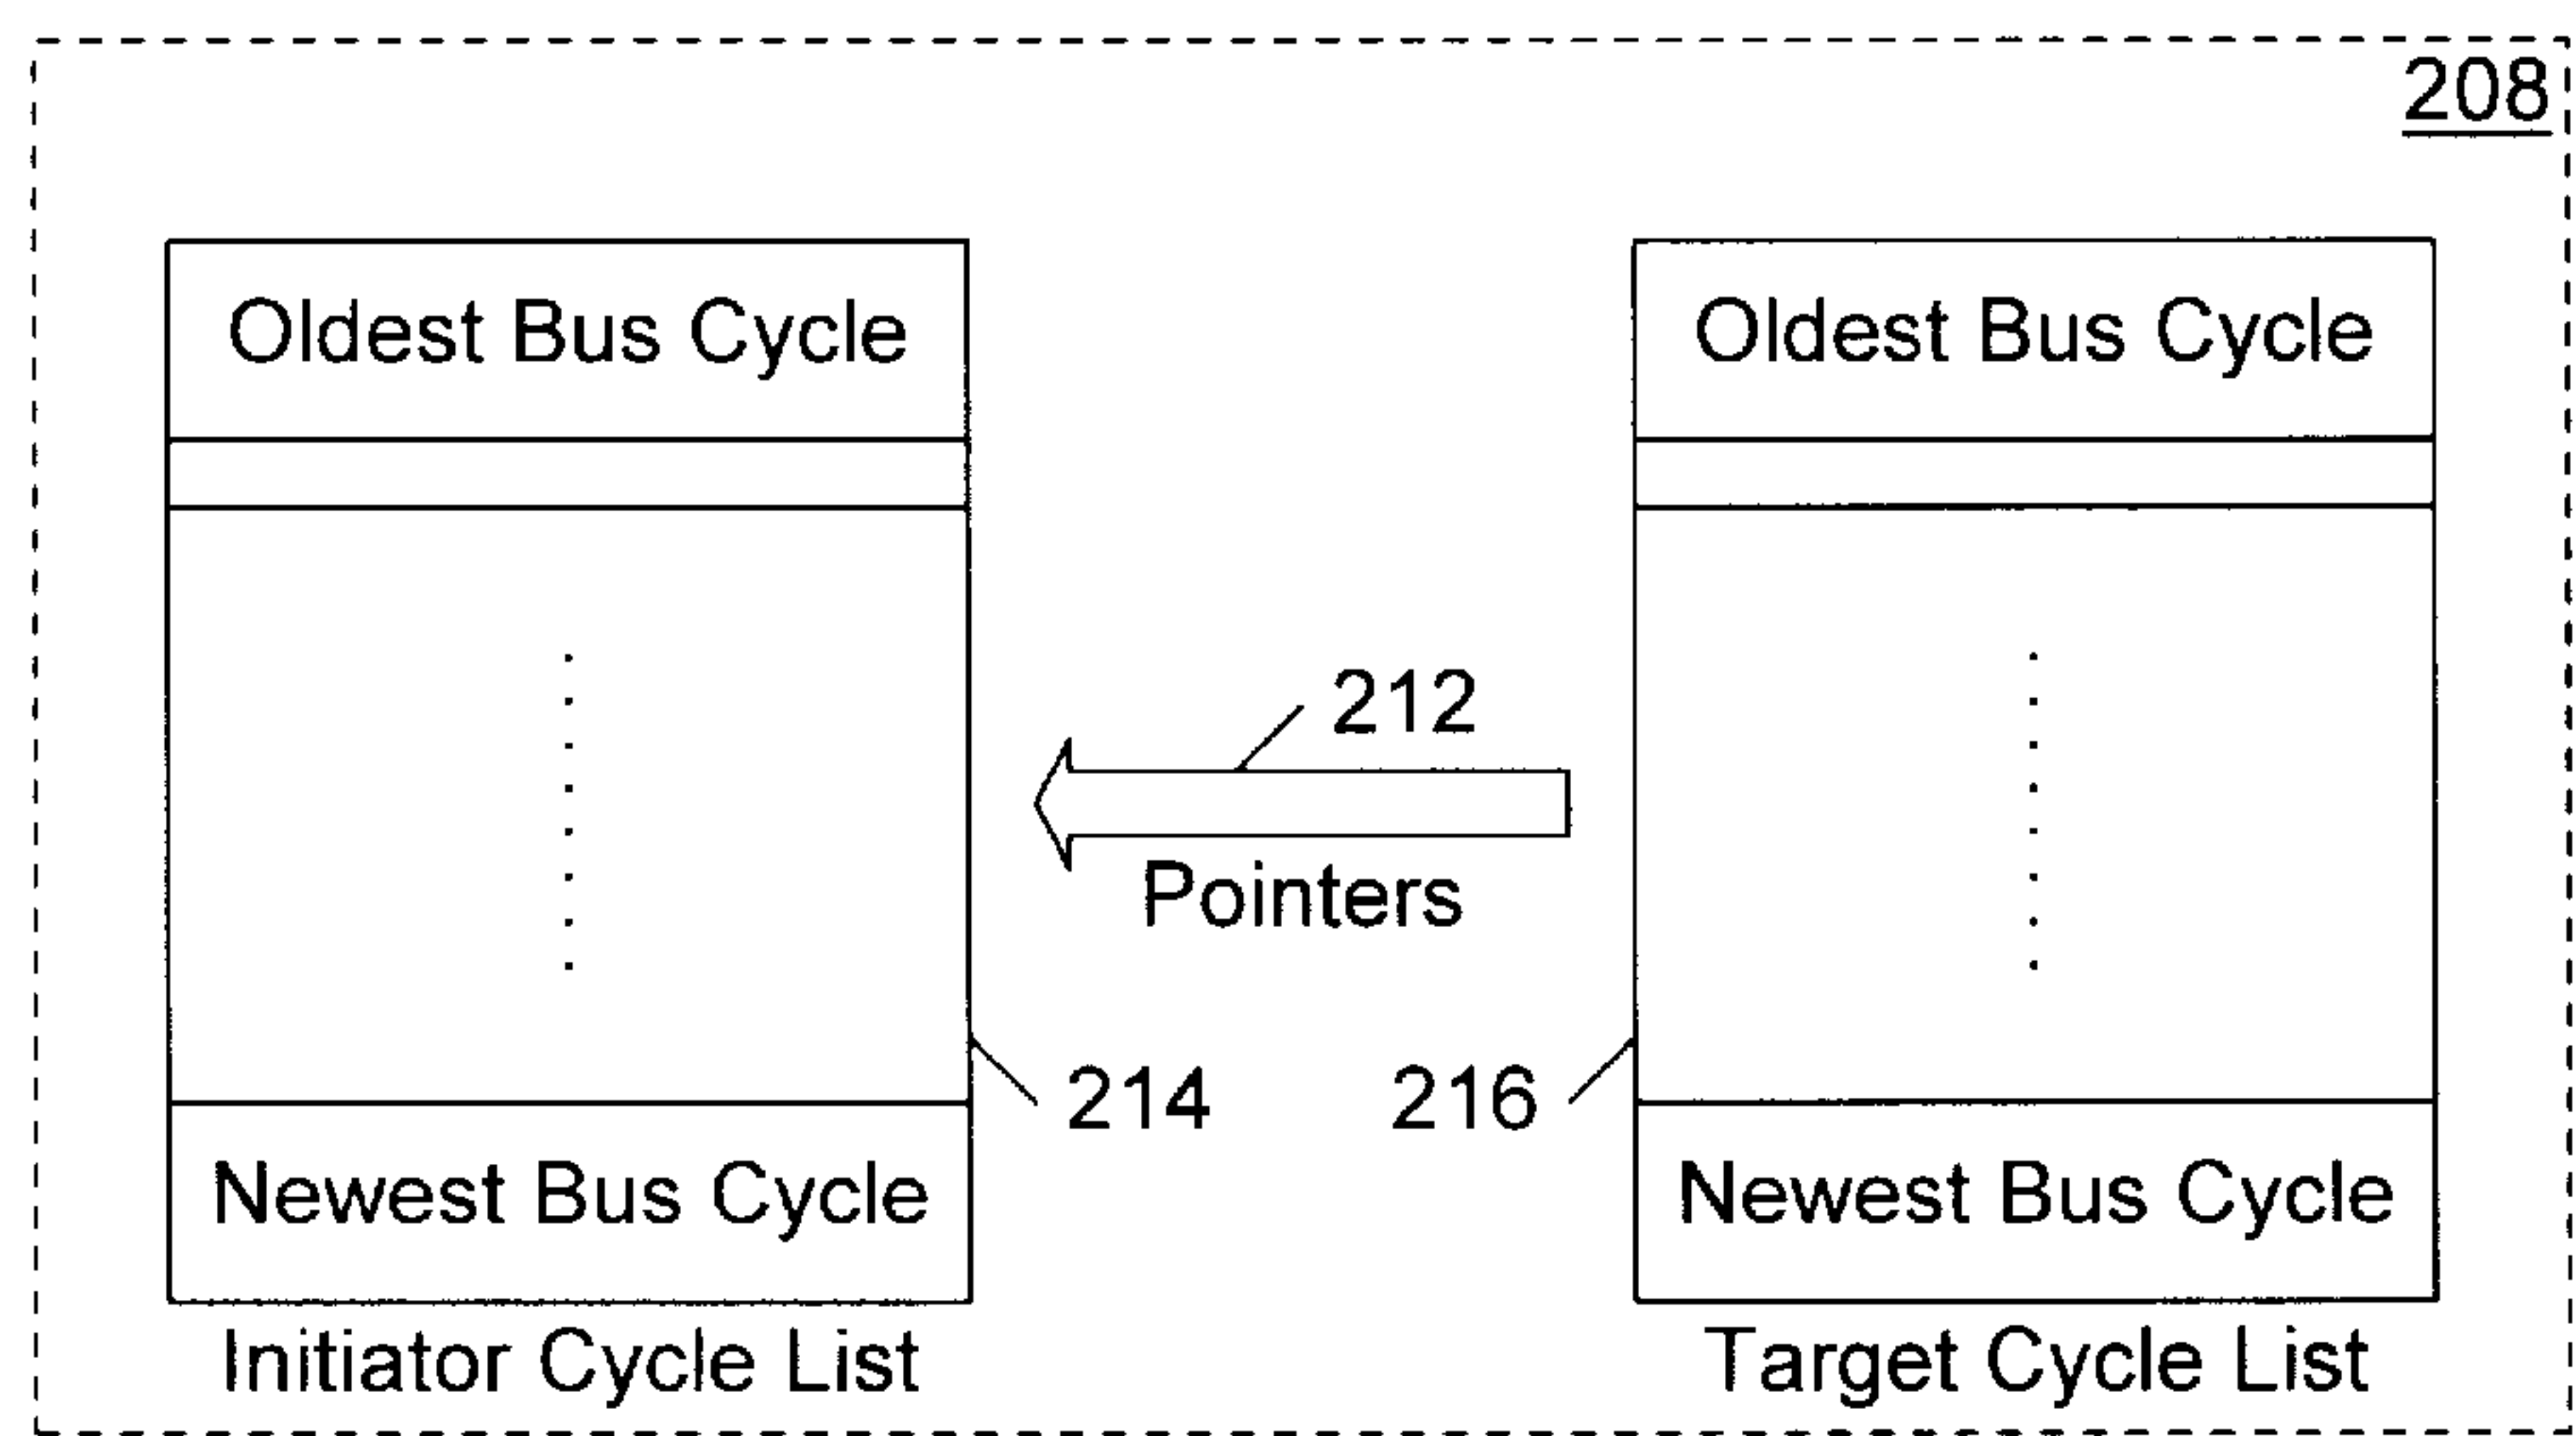 208
Oldest Bus Cycle
Oldest Bus Cycle
212
Pointers
214
216
Newest Bus Cycle
Newest Bus Cycle
Initiator Cycle List
Target Cycle List